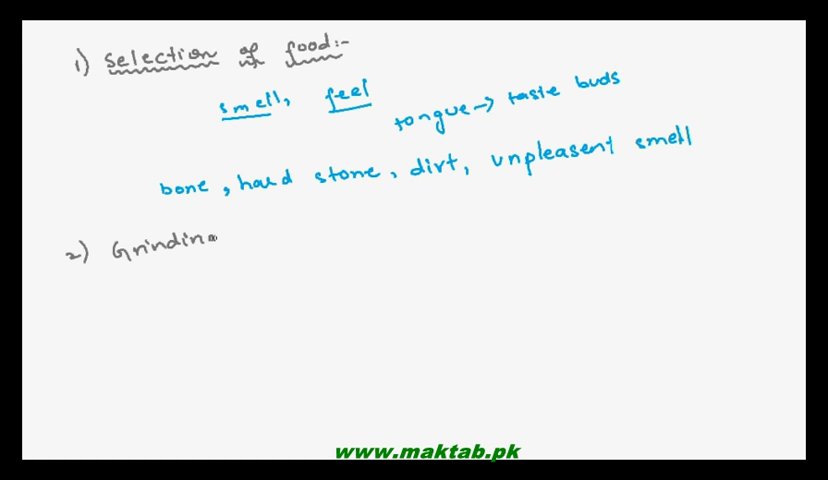 1) Selection of food:-
smell, feel
tongue → taste buds
bone, hard stone, dirt, unpleasent smell
2) Grindin
www.maktab.pk